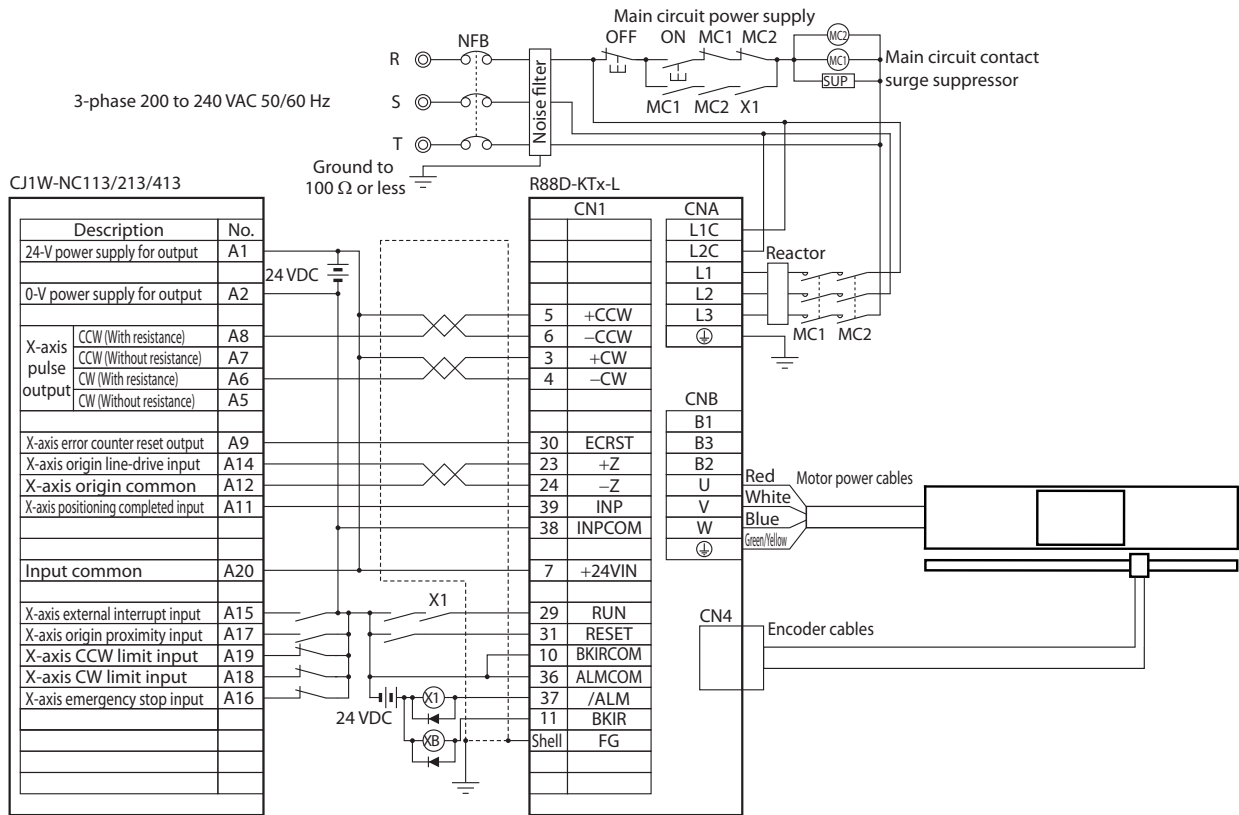 Main circuit power supply
OFF ON MC1 MC2
MC2
MC1
SUP
Main circuit contact
surge suppressor
MC1 MC2 X1
NFB
R
S
T
Noise filter
3-phase 200 to 240 VAC 50/60 Hz
Ground to
100 Ω or less
CJ1W-NC113/213/413
Description No.
24-V power supply for output A1
0-V power supply for output A2
X-axis pulse output
CCW (With resistance) A8
CCW (Without resistance) A7
CW (With resistance) A6
CW (Without resistance) A5
X-axis error counter reset output A9
X-axis origin line-drive input A14
X-axis origin common A12
X-axis positioning completed input A11
Input common A20
X-axis external interrupt input A15
X-axis origin proximity input A17
X-axis CCW limit input A19
X-axis CW limit input A18
X-axis emergency stop input A16
24 VDC
X1
24 VDC
X1
XB
R88D-KTx-L
CN1
5 +CCW
6 −CCW
3 +CW
4 −CW
30 ECRST
23 +Z
24 −Z
39 INP
38 INPCOM
7 +24VIN
29 RUN
31 RESET
10 BKIRCOM
36 ALMCOM
37 /ALM
11 BKIR
Shell FG
CNA
L1C
L2C
L1
L2
L3
Reactor
MC1 MC2
CNB
B1
B3
B2
U
V
W
Red
White
Blue
Green/Yellow
Motor power cables
CN4
Encoder cables